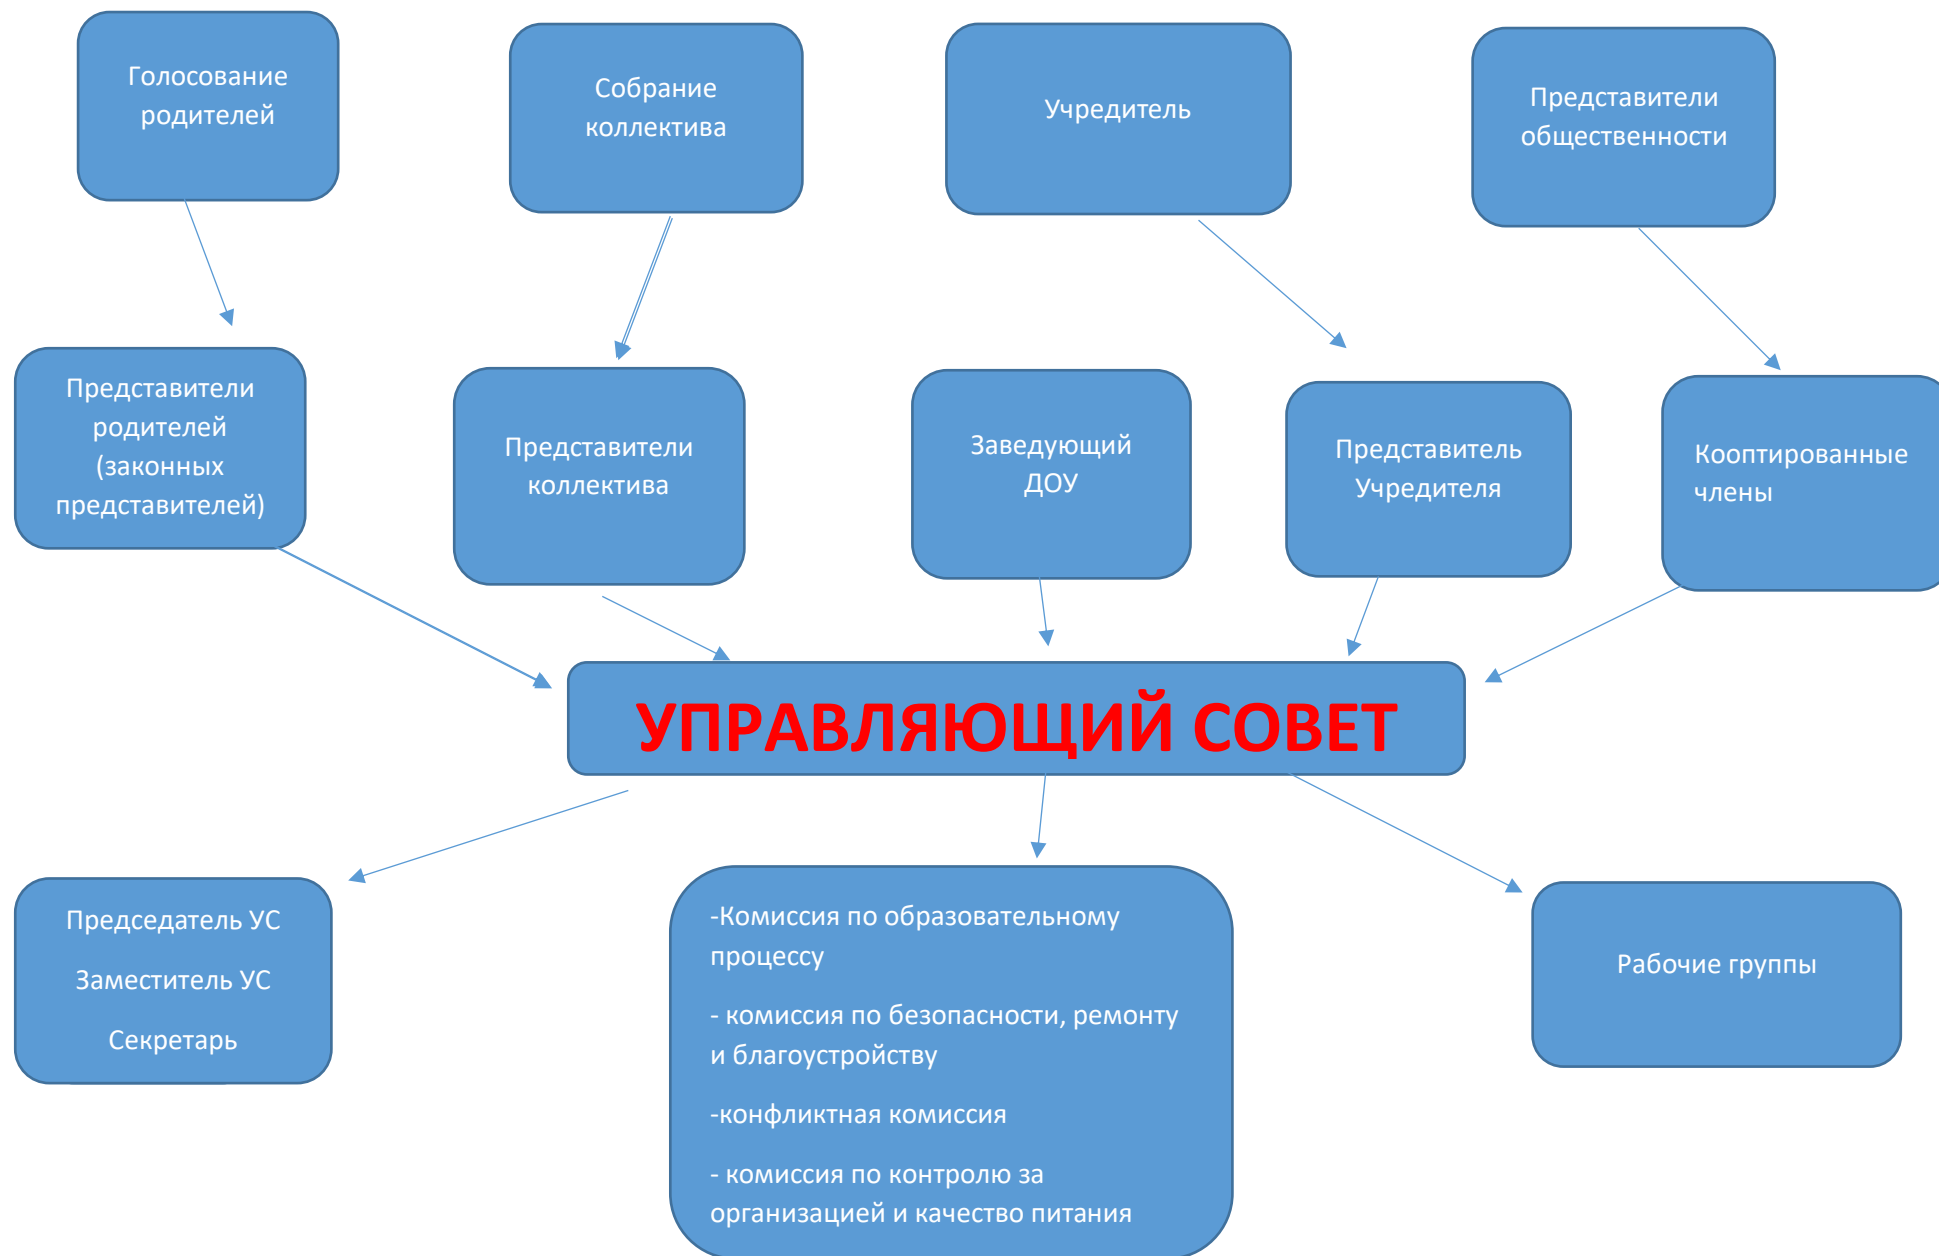 Голосование
родителей
Собрание
коллектива
Учредитель
Представители
общественности
Представители
родителей
(законных
представителей)
Представители
коллектива
Заведующий
ДОУ
Представитель
Учредителя
Кооптированные
члены
УПРАВЛЯЮЩИЙ СОВЕТ
Председатель УС
Заместитель УС
Секретарь
-Комиссия по образовательному
процессу
- комиссия по безопасности, ремонту
и благоустройству
-конфликтная комиссия
- комиссия по контролю за
организацией и качество питания
Рабочие группы